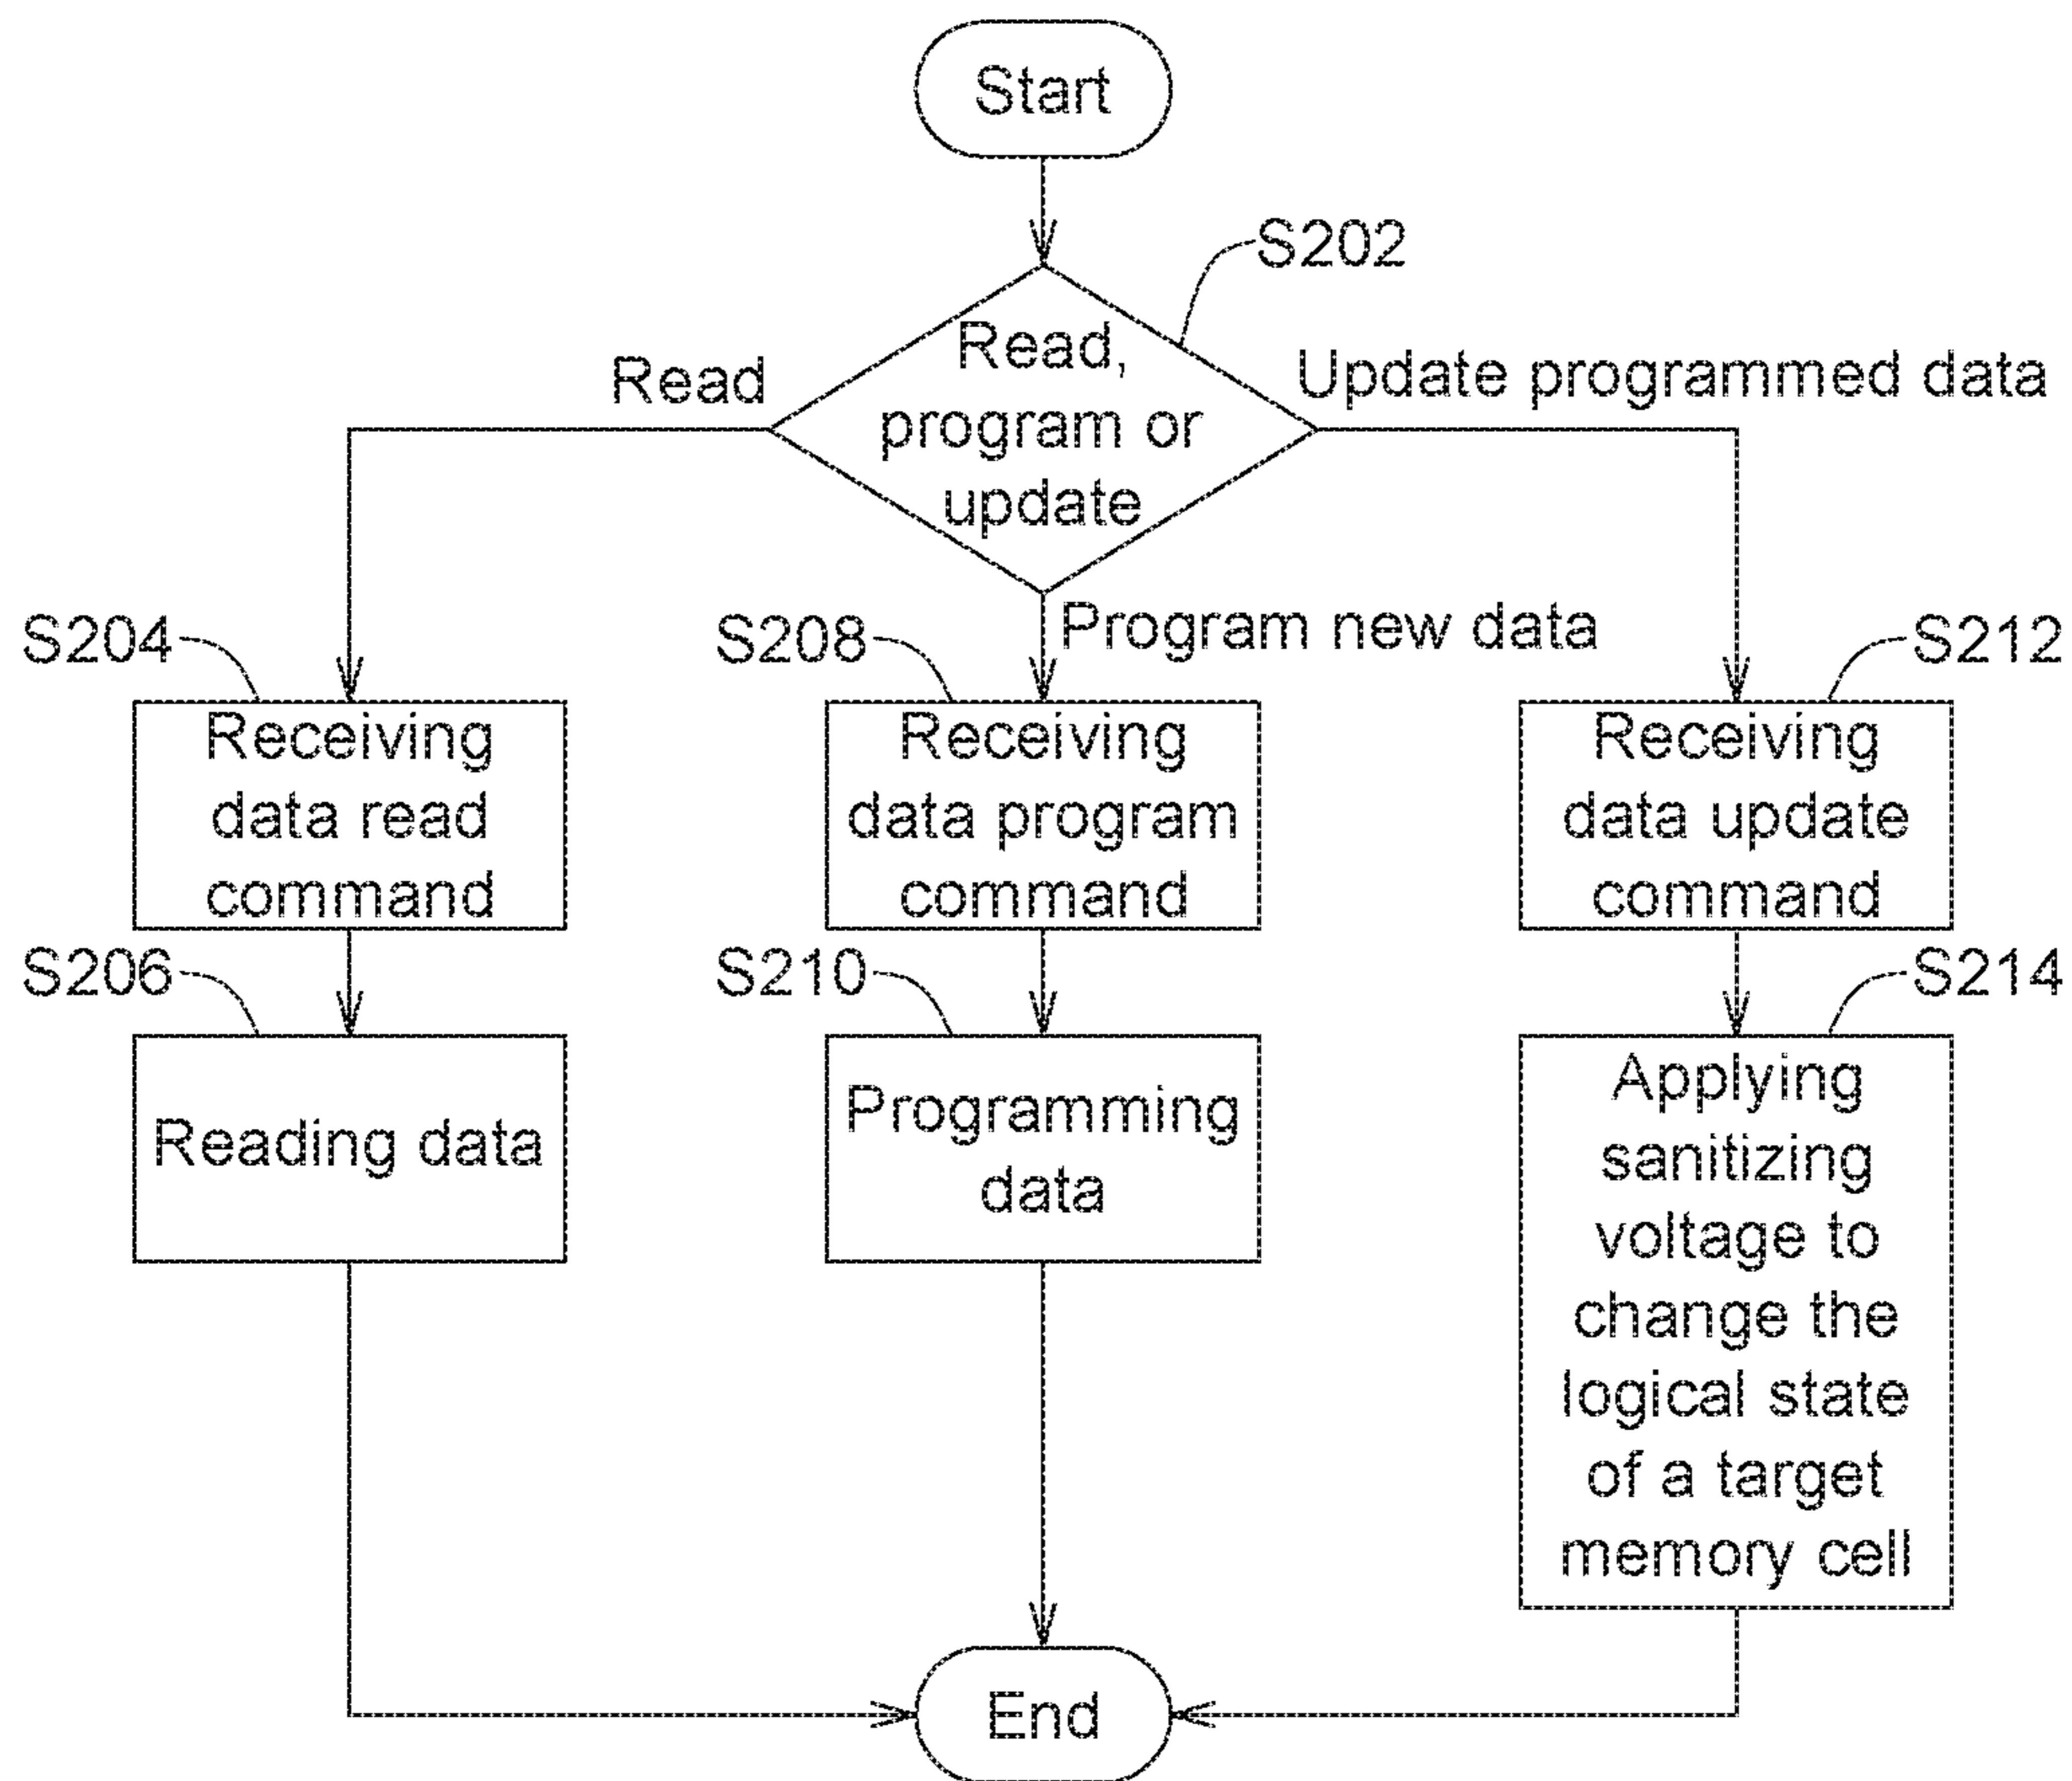 Start
S202
Read,
program or
update
Read
Update programmed data
Program new data
S204
Receiving
data read
command
S208
Receiving
data program
command
S212
Receiving
data update
command
S206
Reading data
S210
Programming
data
S214
Applying
sanitizing
voltage to
change the
logical state
of a target
memory cell
End